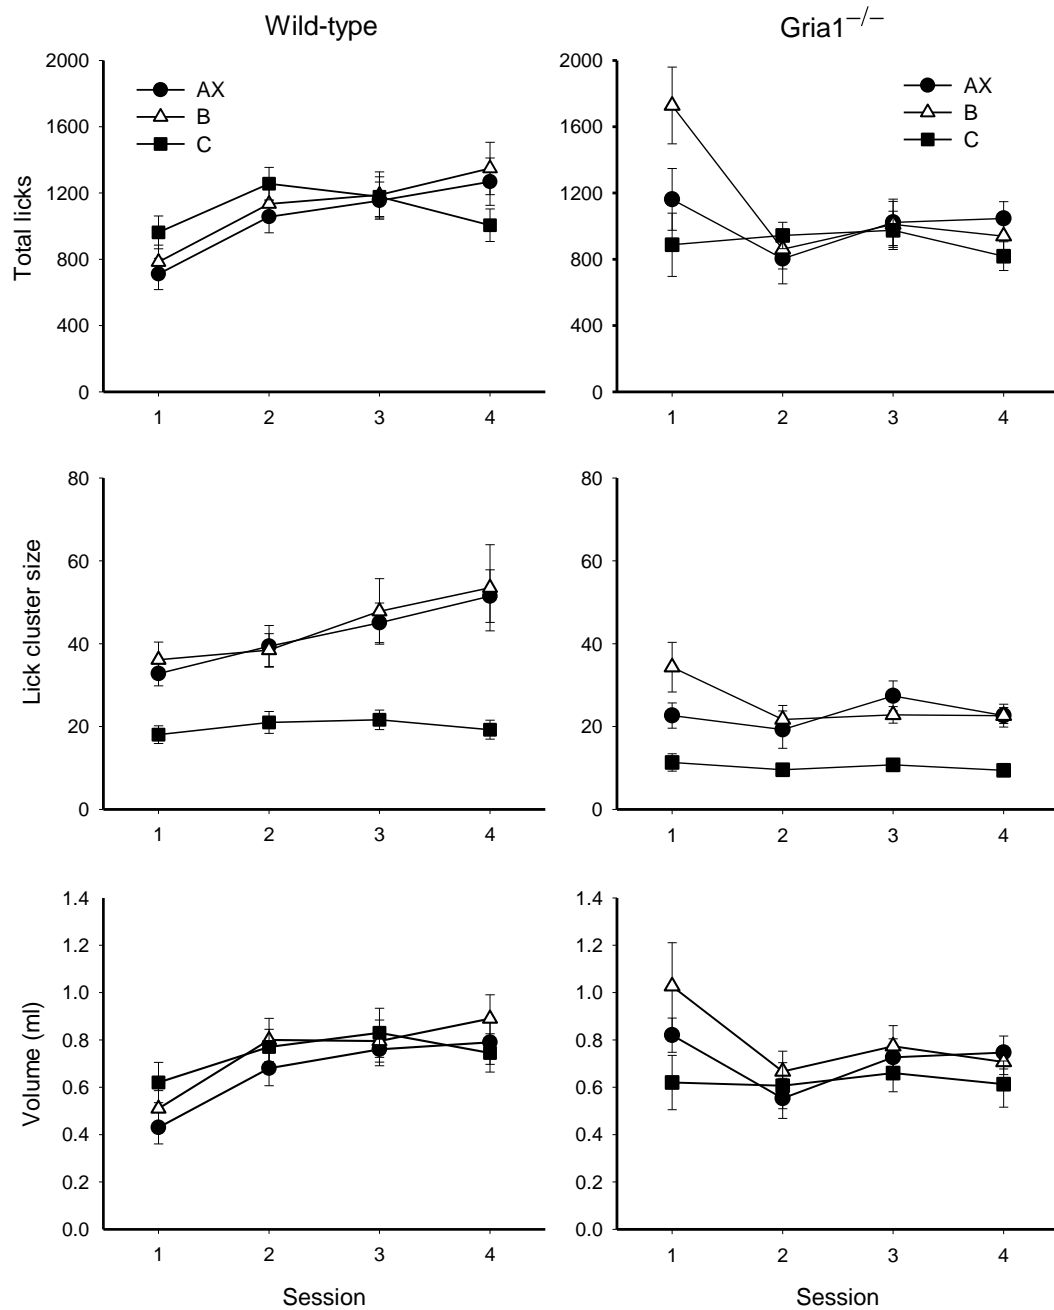 Wild-type
Gria1−/−
Total licks
2000
1600
1200
800
400
0
AX
B
C
1 2 3 4
2000
1600
1200
800
400
0
AX
B
C
1 2 3 4
Lick cluster size
80
60
40
20
0
1 2 3 4
80
60
40
20
0
1 2 3 4
Volume (ml)
1.4
1.2
1.0
0.8
0.6
0.4
0.2
0.0
1 2 3 4
Session
1.4
1.2
1.0
0.8
0.6
0.4
0.2
0.0
1 2 3 4
Session